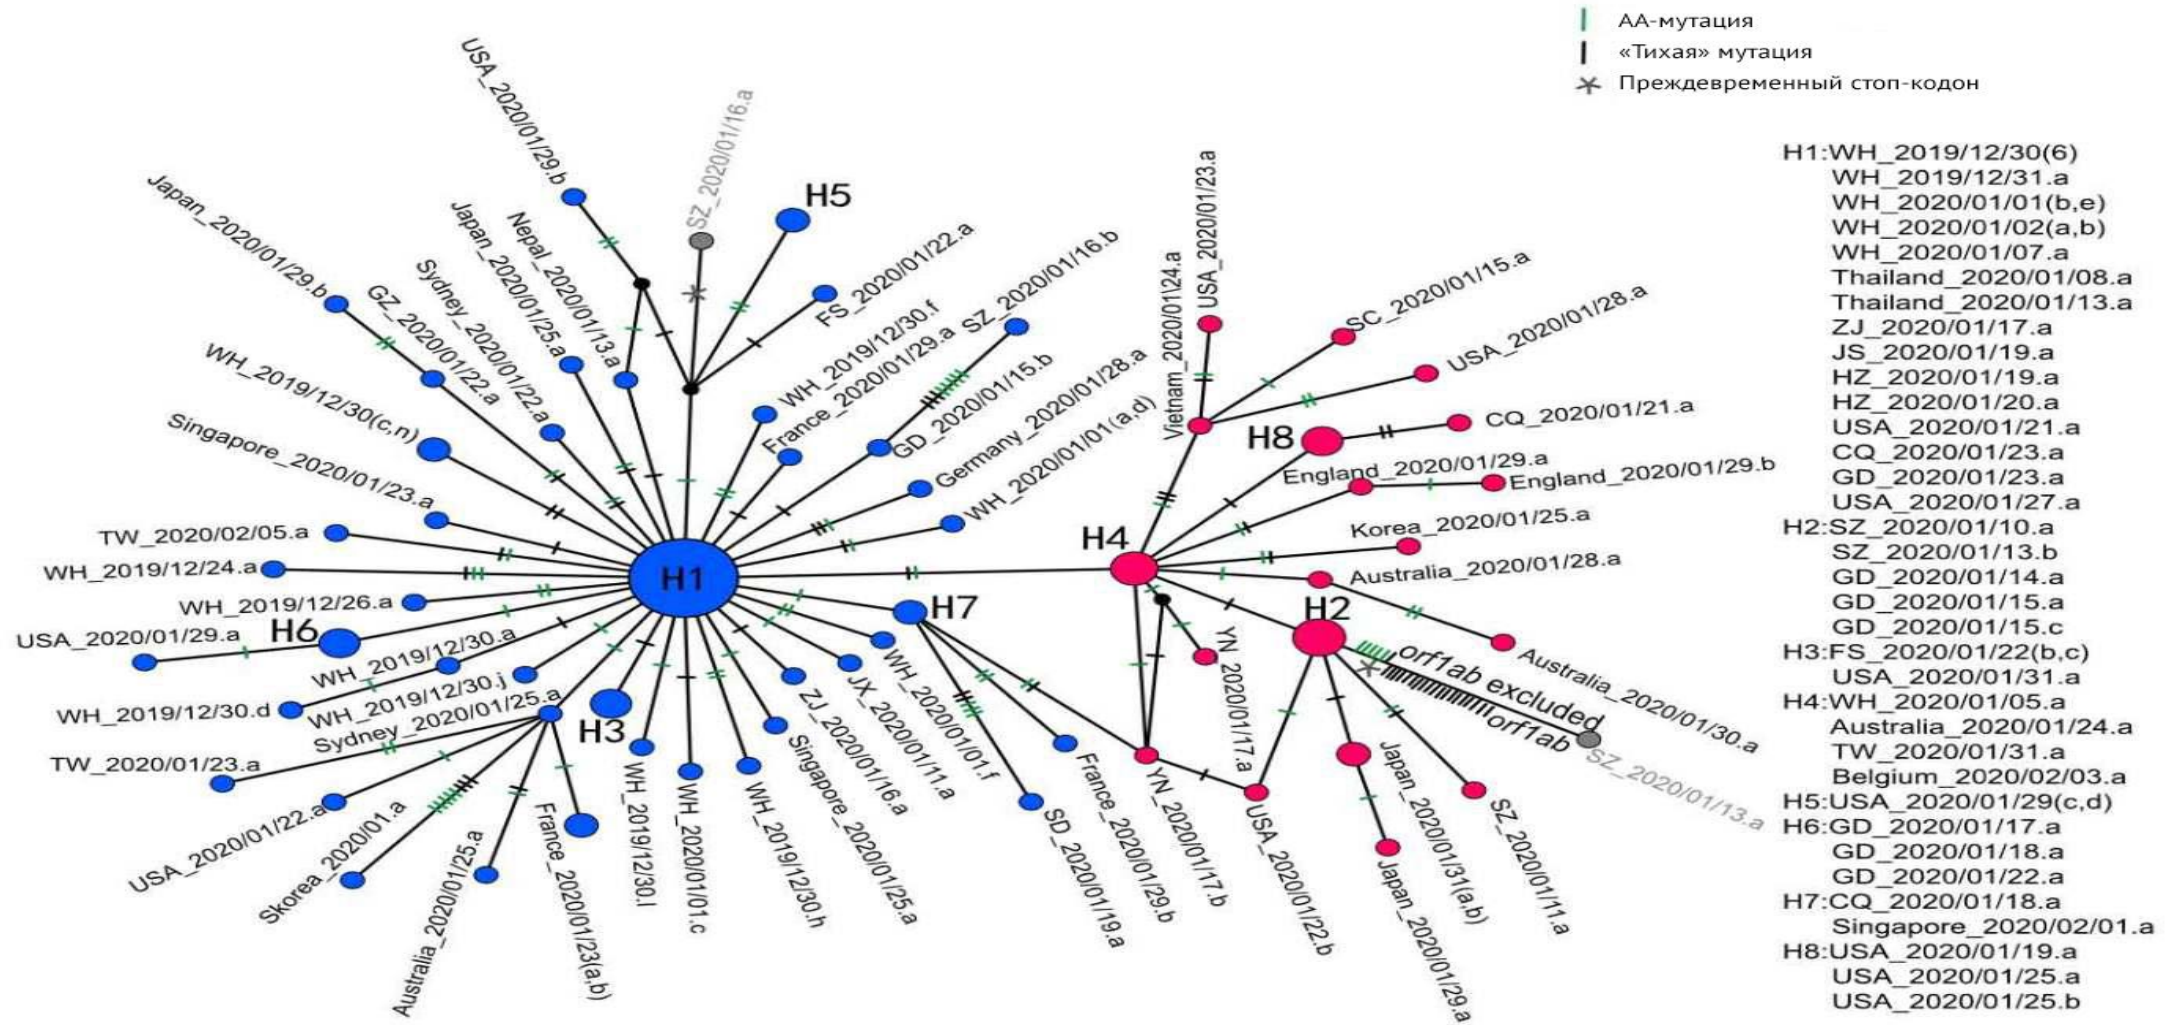 АА-мутация
«Тихая» мутация
Преждевременный стоп-кодон
USA_2020/01/29.b
SZ_2020/01/16.a
H5
Japan_2020/01/29.b
GZ_2020/01/22.a
Sydney_2020/01/22.a
Japan_2020/01/25.a
Nepal_2020/01/13.a
FS_2020/01/22.a
WH_2019/12/30.f
France_2020/01/29.a
SZ_2020/01/16.b
GD_2020/01/15.b
Germany_2020/01/28.a
WH_2020/01/01(a,d)
WH_2019/12/30(c,n)
Singapore_2020/01/23.a
TW_2020/02/05.a
WH_2019/12/24.a
WH_2019/12/26.a
USA_2020/01/29.a
H6
H1
WH_2019/12/30.a
WH_2019/12/30.d
WH_2019/12/30.j
Sydney_2020/01/25.a
TW_2020/01/23.a
USA_2020/01/22.a
Skorea_2020/01.a
Australia_2020/01/25.a
France_2020/01/23(a,b)
H3
WH_2019/12/30.l
WH_2020/01/01.c
WH_2019/12/30.h
Singapore_2020/01/25.a
ZJ_2020/01/16.a
JX_2020/01/11.a
WH_2020/01/01.f
H7
SD_2020/01/19.a
France_2020/01/29.b
YN_2020/01/17.b
USA_2020/01/22.b
YN_2020/01/17.a
H4
Vietnam_2020/01/24.a
USA_2020/01/23.a
SC_2020/01/15.a
USA_2020/01/28.a
H8
CQ_2020/01/21.a
England_2020/01/29.a
England_2020/01/29.b
Korea_2020/01/25.a
Australia_2020/01/28.a
H2
Australia_2020/01/30.a
orf1ab excluded
orf1ab
SZ_2020/01/13.a
Japan_2020/01/31(a,b)
Japan_2020/01/29.a
SZ_2020/01/11.a
H1:WH_2019/12/30(6)
WH_2019/12/31.a
WH_2020/01/01(b,e)
WH_2020/01/02(a,b)
WH_2020/01/07.a
Thailand_2020/01/08.a
Thailand_2020/01/13.a
ZJ_2020/01/17.a
JS_2020/01/19.a
HZ_2020/01/19.a
HZ_2020/01/20.a
USA_2020/01/21.a
CQ_2020/01/23.a
GD_2020/01/23.a
USA_2020/01/27.a
H2:SZ_2020/01/10.a
SZ_2020/01/13.b
GD_2020/01/14.a
GD_2020/01/15.a
GD_2020/01/15.c
H3:FS_2020/01/22(b,c)
USA_2020/01/31.a
H4:WH_2020/01/05.a
Australia_2020/01/24.a
TW_2020/01/31.a
Belgium_2020/02/03.a
H5:USA_2020/01/29(c,d)
H6:GD_2020/01/17.a
GD_2020/01/18.a
GD_2020/01/22.a
H7:CQ_2020/01/18.a
Singapore_2020/02/01.a
H8:USA_2020/01/19.a
USA_2020/01/25.a
USA_2020/01/25.b